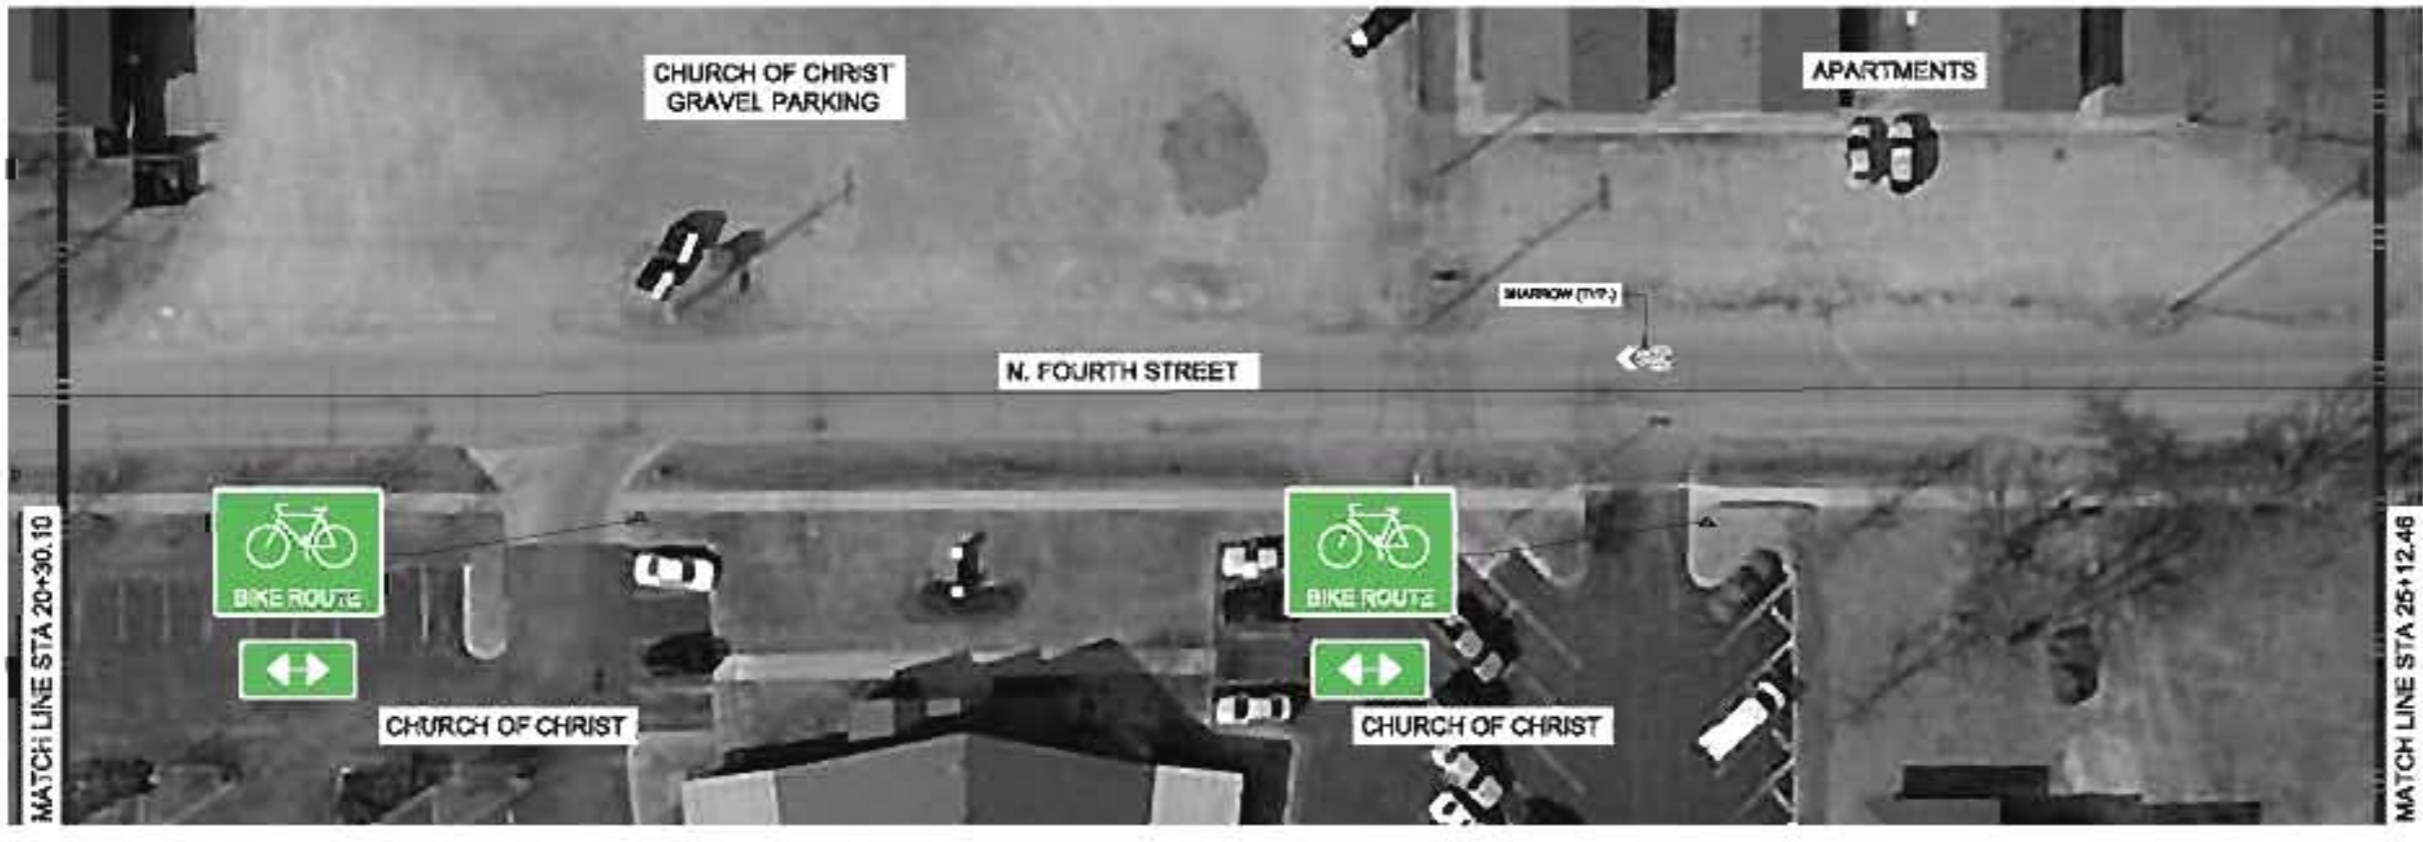 CHURCH OF CHRIST
GRAVEL PARKING
APARTMENTS
SHARROW (TYP.)
N. FOURTH STREET
BIKE ROUTE
BIKE ROUTE
CHURCH OF CHRIST
CHURCH OF CHRIST
MATCH LINE STA 20+30.10
MATCH LINE STA 25+12.46